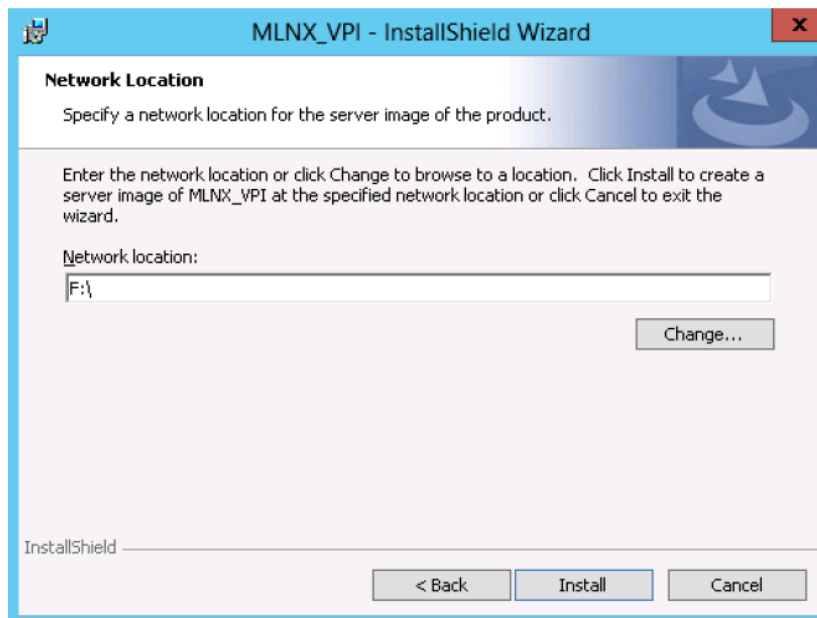 MLNX_VPI - InstallShield Wizard
x
Network Location
Specify a network location for the server image of the product.
Enter the network location or click Change to browse to a location. Click Install to create a
server image of MLNX_VPI at the specified network location or click Cancel to exit the
wizard.
Network location:
F:\
Change...
InstallShield
< Back Install Cancel